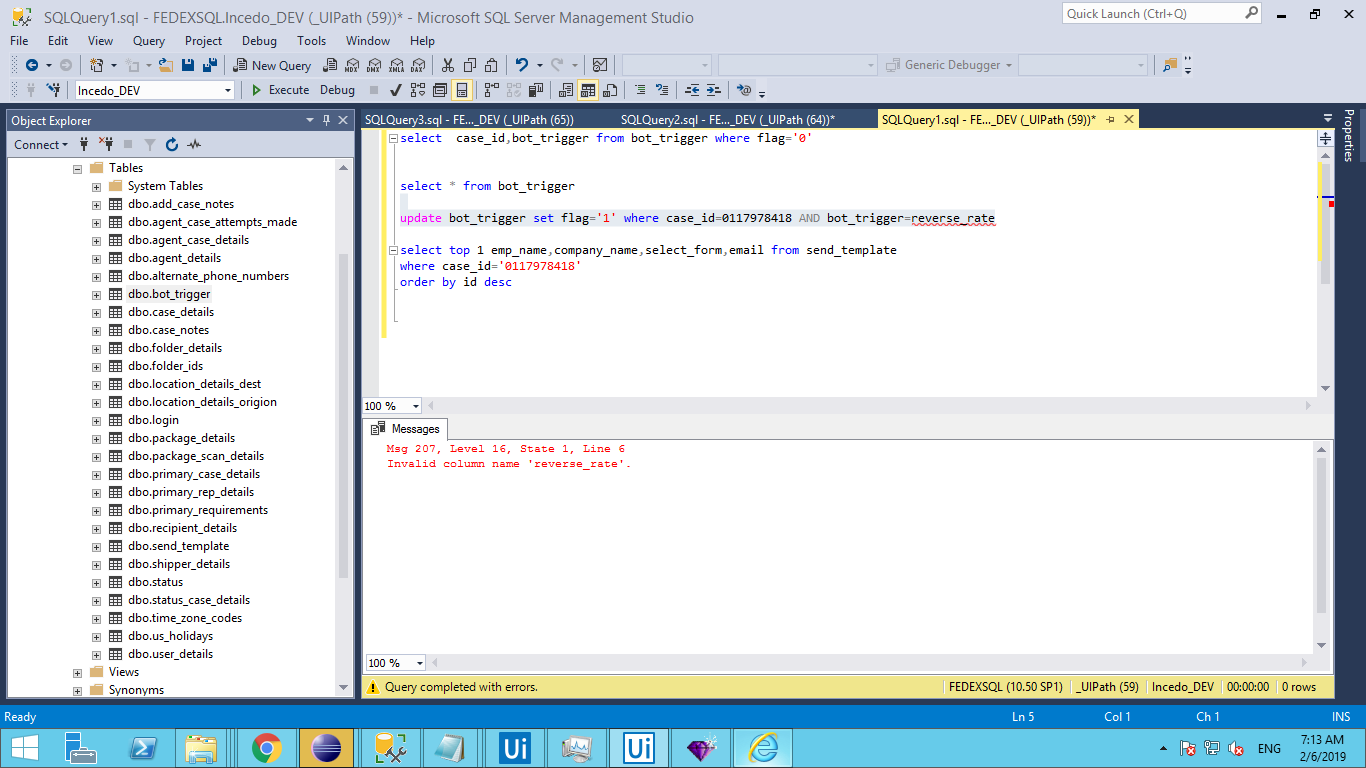 SQLQuery1.sql - FEDEXSQL.Incedo_DEV (_UIPath (59))* - Microsoft SQL Server Management Studio
Quick Launch (Ctrl+Q)
File Edit View Query Project Debug Tools Window Help
New Query
MDX DMX XMLA DAX
Generic Debugger
Incedo_DEV
Execute Debug
Object Explorer
Connect
Tables
System Tables
dbo.add_case_notes
dbo.agent_case_attempts_made
dbo.agent_case_details
dbo.agent_details
dbo.alternate_phone_numbers
dbo.bot_trigger
dbo.case_details
dbo.case_notes
dbo.folder_details
dbo.folder_ids
dbo.location_details_dest
dbo.location_details_origion
dbo.login
dbo.package_details
dbo.package_scan_details
dbo.primary_case_details
dbo.primary_rep_details
dbo.primary_requirements
dbo.recipient_details
dbo.send_template
dbo.shipper_details
dbo.status
dbo.status_case_details
dbo.time_zone_codes
dbo.us_holidays
dbo.user_details
Views
Synonyms
SQLQuery3.sql - FE..._DEV (_UIPath (65)) SQLQuery2.sql - FE..._DEV (_UIPath (64))* SQLQuery1.sql - FE..._DEV (_UIPath (59))*
select  case_id,bot_trigger from bot_trigger where flag='0'
select * from bot_trigger
update bot_trigger set flag='1' where case_id=0117978418 AND bot_trigger=reverse_rate
select top 1 emp_name,company_name,select_form,email from send_template
where case_id='0117978418'
order by id desc
100 %
Messages
Msg 207, Level 16, State 1, Line 6
Invalid column name 'reverse_rate'.
100 %
Query completed with errors.
FEDEXSQL (10.50 SP1) _UIPath (59) Incedo_DEV 00:00:00 0 rows
Properties
Ready
Ln 5 Col 1 Ch 1 INS
Ui
Ui
ENG
7:13 AM
2/6/2019